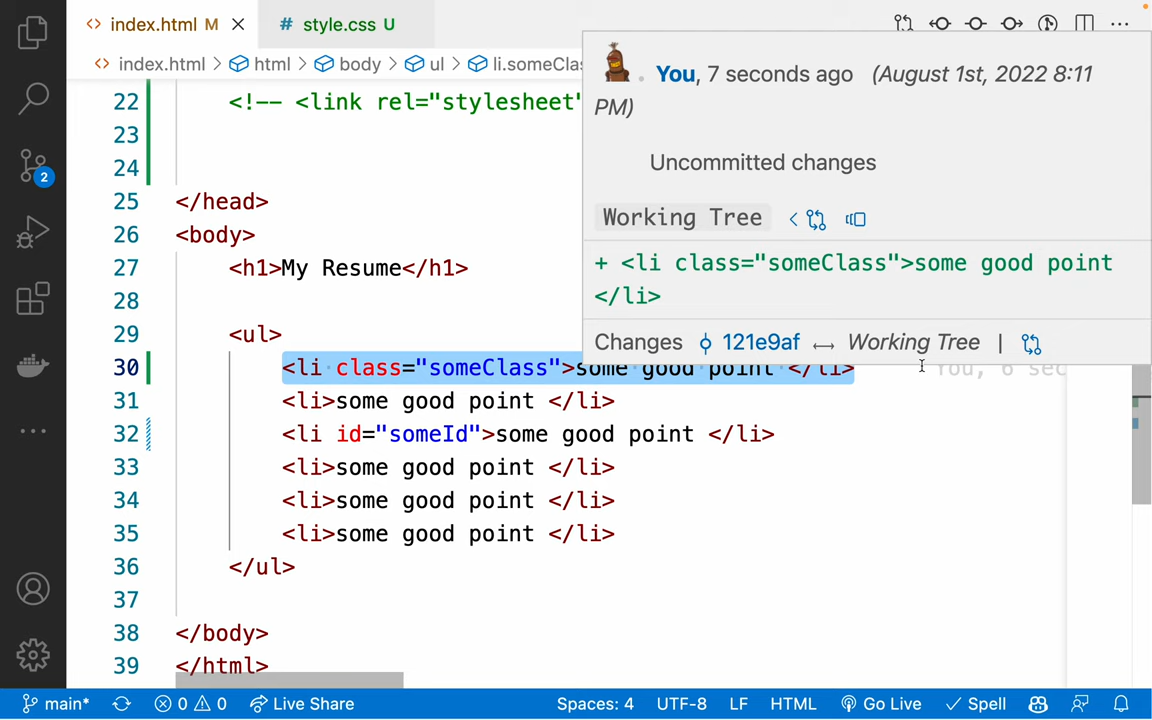 <> index.html M ×
# style.css U
<> index.html > html > body > ul > li.someClas
You, 7 seconds ago (August 1st, 2022 8:11
PM)
Uncommitted changes
Working Tree
+ <li class="someClass">some good point
</li>
Changes 121e9af ↔ Working Tree |
22 <!-- <link rel="stylesheet"
23
24
25 </head>
26 <body>
27 <h1>My Resume</h1>
28
29 <ul>
30 <li class="someClass">some good point </li> You, 6 sec
31 <li>some good point </li>
32 <li id="someId">some good point </li>
33 <li>some good point </li>
34 <li>some good point </li>
35 <li>some good point </li>
36 </ul>
37
38 </body>
39 </html>
2
main* 0 0 Live Share Spaces: 4 UTF-8 LF HTML Go Live Spell